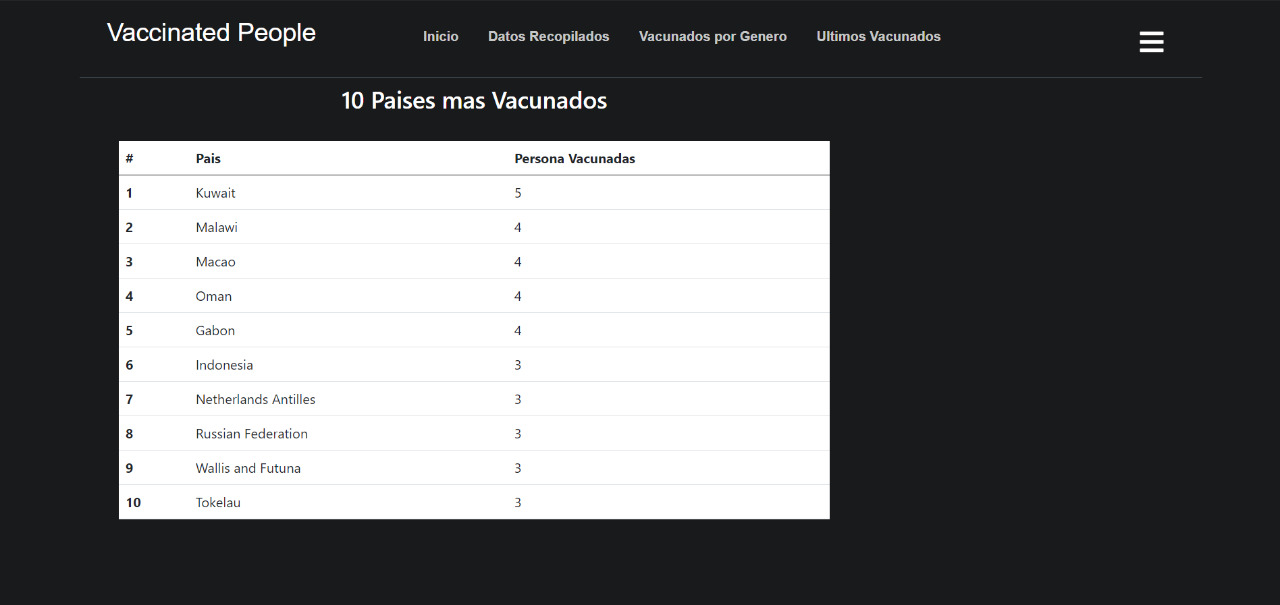 Vaccinated People
Inicio Datos Recopilados Vacunados por Genero Ultimos Vacunados
10 Paises mas Vacunados
# Pais Persona Vacunadas
1 Kuwait 5
2 Malawi 4
3 Macao 4
4 Oman 4
5 Gabon 4
6 Indonesia 3
7 Netherlands Antilles 3
8 Russian Federation 3
9 Wallis and Futuna 3
10 Tokelau 3